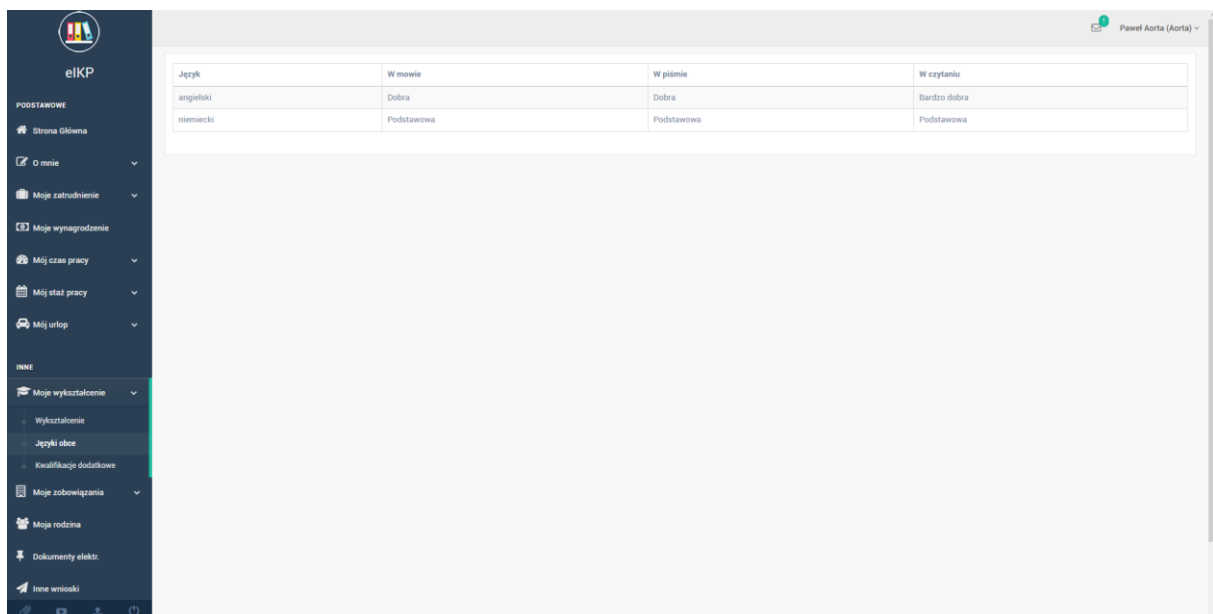 eIKP
PODSTAWOWE
Strona Główna
O mnie
Moje zatrudnienie
Moje wynagrodzenie
Mój czas pracy
Mój staż pracy
Mój urlop
INNE
Moje wykształcenie
Wykształcenie
Języki obce
Kwalifikacje dodatkowe
Moje zobowiązania
Moja rodzina
Dokumenty elektr.
Inne wnioski
Paweł Aorta (Aorta)
Język W mowie W piśmie W czytaniu
angielski Dobra Dobra Bardzo dobra
niemiecki Podstawowa Podstawowa Podstawowa